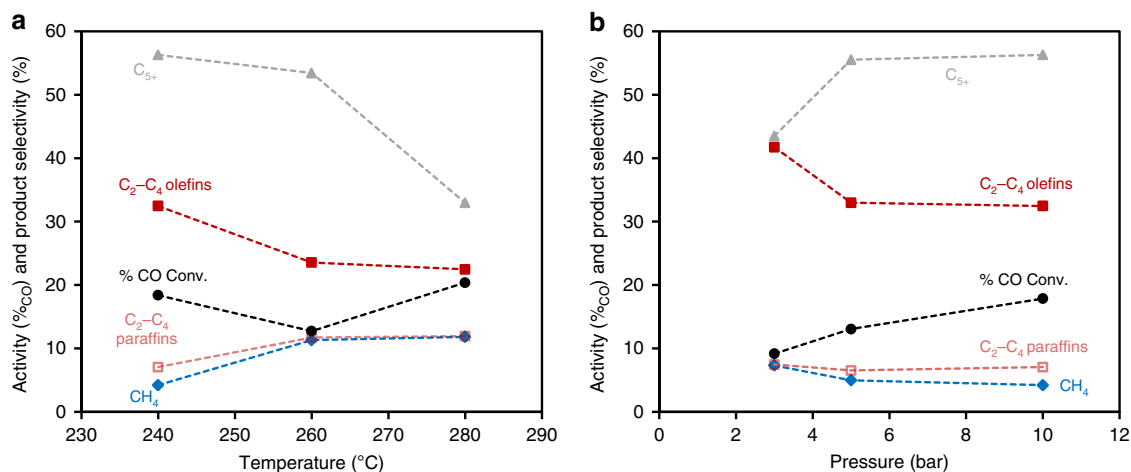 a
Activity (%CO) and product selectivity (%)
60
50
40
30
20
10
0
230
240
250
260
270
280
290
Temperature (°C)
C5+
C2–C4 olefins
% CO Conv.
C2–C4
paraffins
CH4
b
Activity (%CO) and product selectivity (%)
60
50
40
30
20
10
0
0
2
4
6
8
10
12
Pressure (bar)
C5+
C2–C4 olefins
% CO Conv.
C2–C4 paraffins
CH4